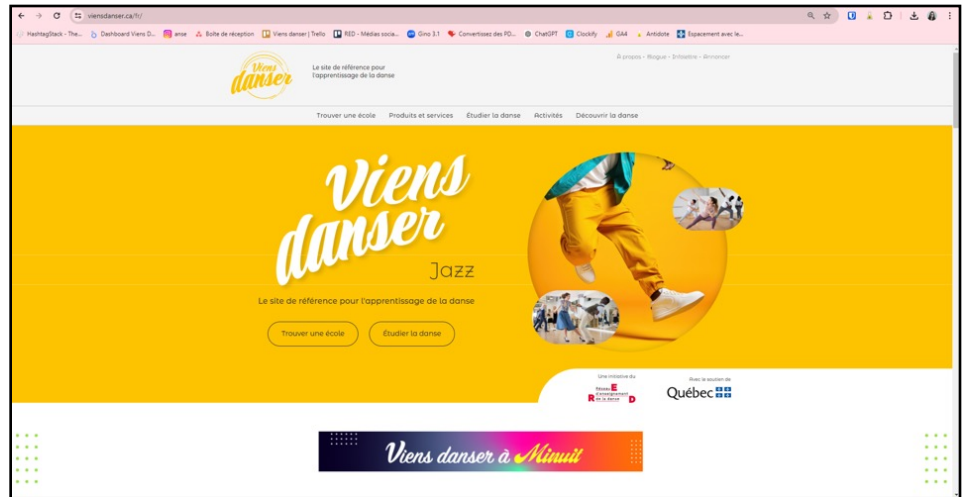 viensdanser.ca/fr/
HashtagStack - The...
Dashboard Viens D...
anse
Boîte de réception
Viens danser | Trello
RED - Médias socia...
Gino 3.1
Convertissez des PD...
ChatGPT
Clockify
GA4
Antidote
Espacement avec le...
Viens
danser
Le site de référence pour
l'apprentissage de la danse
À propos - Blogue - Infolettre - Annoncer
Trouver une école Produits et services Étudier la danse Activités Découvrir la danse
Viens
danser
Jazz
Le site de référence pour l'apprentissage de la danse
Trouver une école Étudier la danse
Une initiative du
Avec le soutien de
Réseau E
d'enseignement
R de la danse D
Québec
Viens danser à Minuit